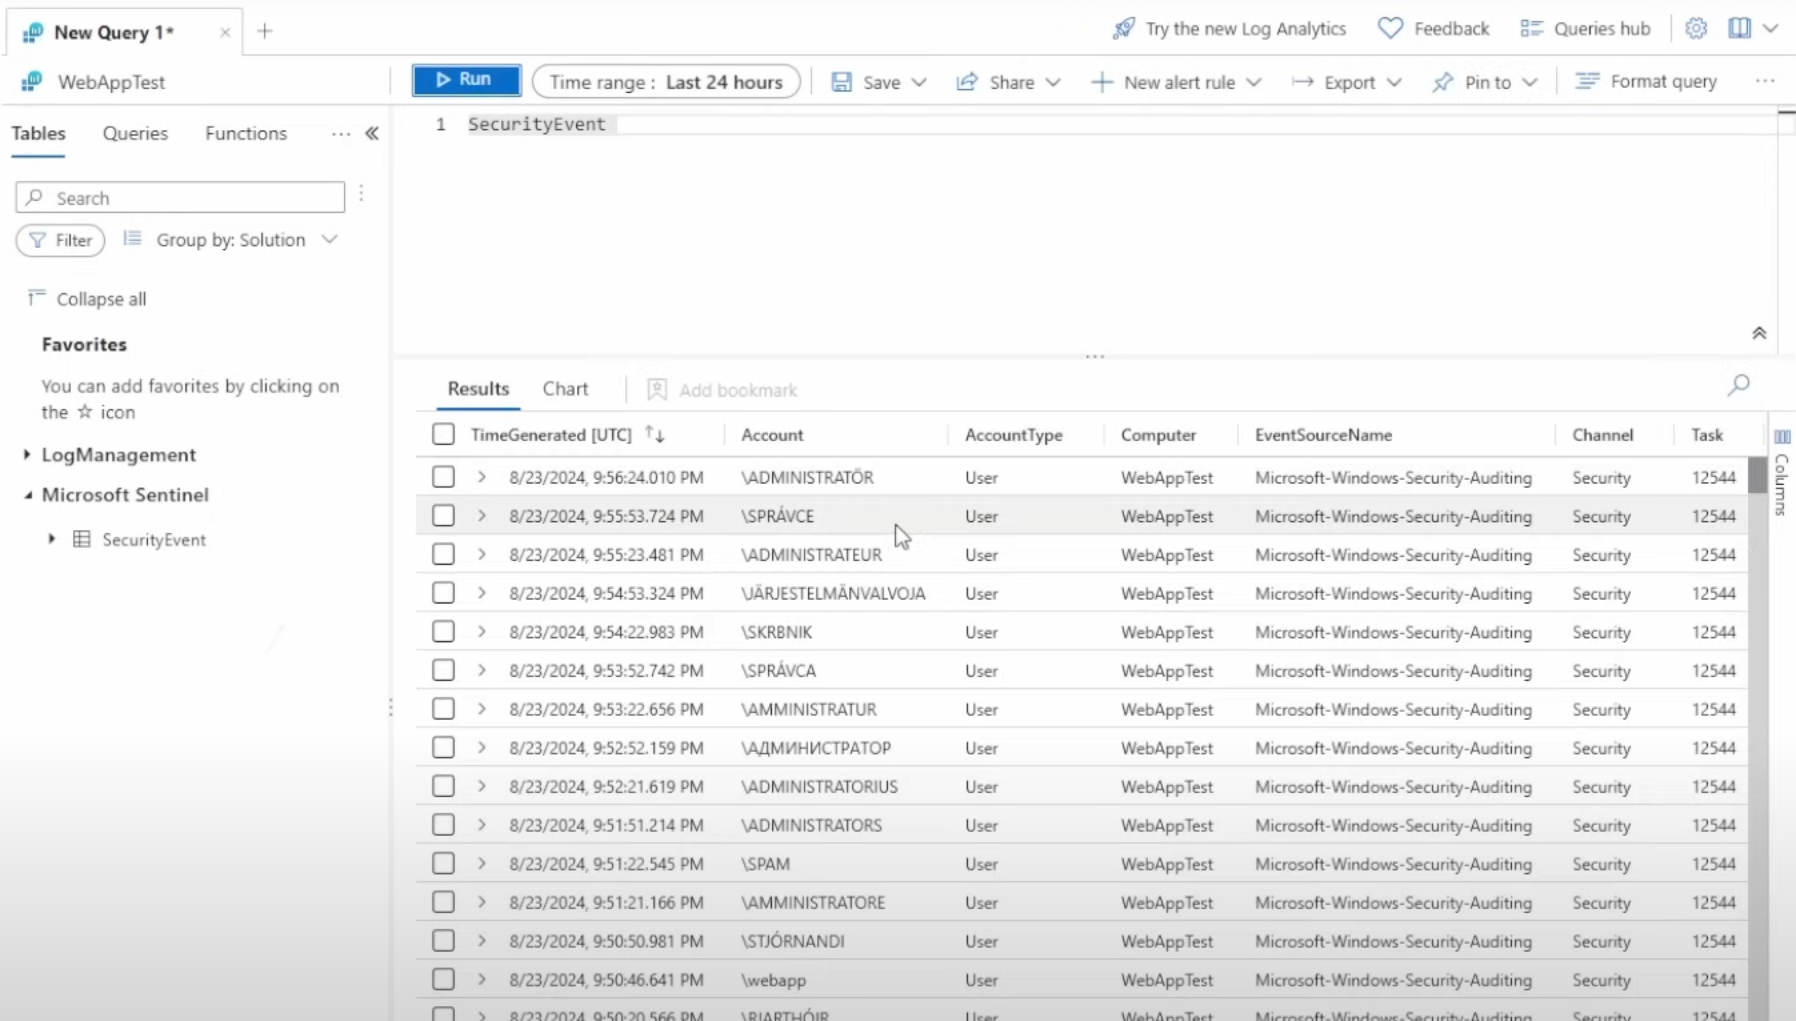 New Query 1*
Try the new Log Analytics Feedback Queries hub
WebAppTest
Run Time range : Last 24 hours Save Share New alert rule Export Pin to Format query
Tables Queries Functions
1 SecurityEvent
Search
Filter Group by: Solution
Collapse all
Favorites
You can add favorites by clicking on
the ☆ icon
LogManagement
Microsoft Sentinel
SecurityEvent
Results Chart Add bookmark
TimeGenerated [UTC] Account AccountType Computer EventSourceName Channel Task
Columns
8/23/2024, 9:56:24.010 PM \ADMINISTRATÖR User WebAppTest Microsoft-Windows-Security-Auditing Security 12544
8/23/2024, 9:55:53.724 PM \SPRÁVCE User WebAppTest Microsoft-Windows-Security-Auditing Security 12544
8/23/2024, 9:55:23.481 PM \ADMINISTRATEUR User WebAppTest Microsoft-Windows-Security-Auditing Security 12544
8/23/2024, 9:54:53.324 PM \JÄRJESTELMÄNVALVOJA User WebAppTest Microsoft-Windows-Security-Auditing Security 12544
8/23/2024, 9:54:22.983 PM \SKRBNIK User WebAppTest Microsoft-Windows-Security-Auditing Security 12544
8/23/2024, 9:53:52.742 PM \SPRÁVCA User WebAppTest Microsoft-Windows-Security-Auditing Security 12544
8/23/2024, 9:53:22.656 PM \AMMINISTRATUR User WebAppTest Microsoft-Windows-Security-Auditing Security 12544
8/23/2024, 9:52:52.159 PM \АДМИНИСТРАТОР User WebAppTest Microsoft-Windows-Security-Auditing Security 12544
8/23/2024, 9:52:21.619 PM \ADMINISTRATORIUS User WebAppTest Microsoft-Windows-Security-Auditing Security 12544
8/23/2024, 9:51:51.214 PM \ADMINISTRATORS User WebAppTest Microsoft-Windows-Security-Auditing Security 12544
8/23/2024, 9:51:22.545 PM \SPAM User WebAppTest Microsoft-Windows-Security-Auditing Security 12544
8/23/2024, 9:51:21.166 PM \AMMINISTRATORE User WebAppTest Microsoft-Windows-Security-Auditing Security 12544
8/23/2024, 9:50:50.981 PM \STJÓRNANDI User WebAppTest Microsoft-Windows-Security-Auditing Security 12544
8/23/2024, 9:50:46.641 PM \webapp User WebAppTest Microsoft-Windows-Security-Auditing Security 12544
8/23/2024, 9:50:20.566 PM \RIARTHÓIR User WebAppTest Microsoft-Windows-Security-Auditing Security 12544